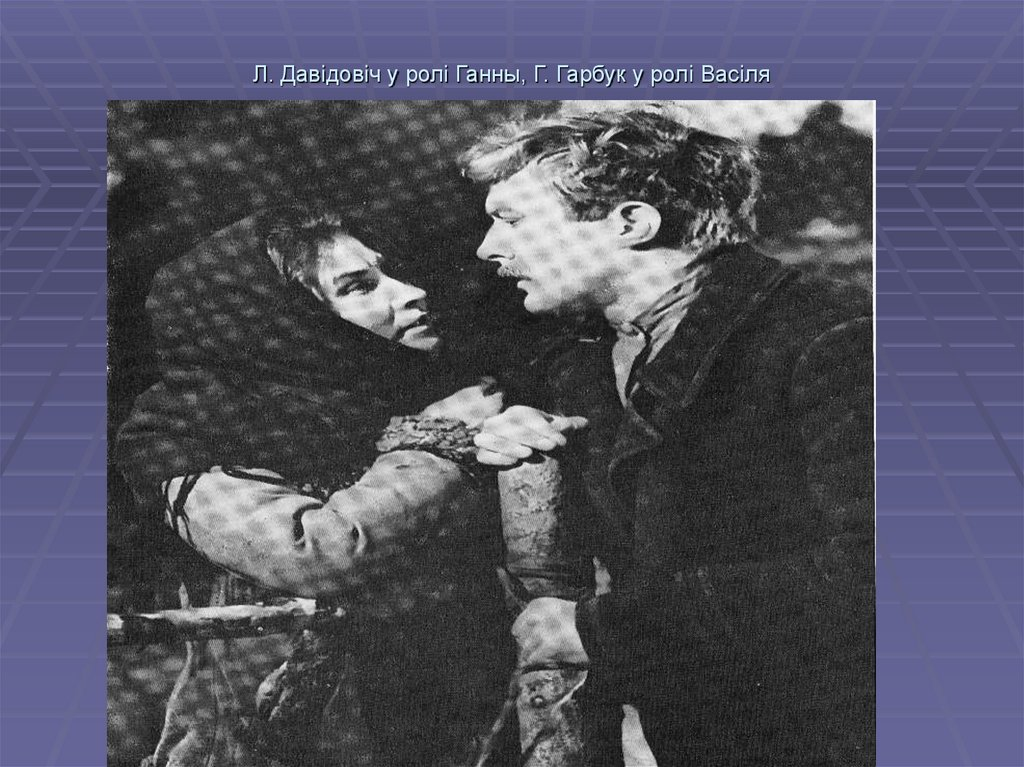 Л. Давідовіч у ролі Ганны, Г. Гарбук у ролі Васіля